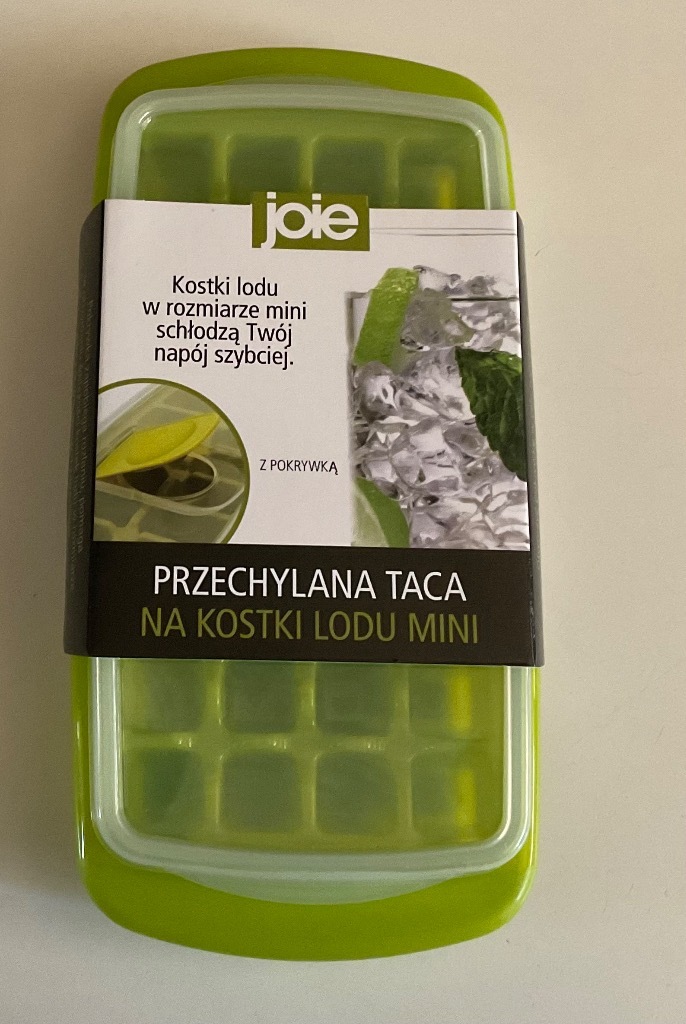 joie
Kostki lodu
w rozmiarze mini
schłodzą Twój
napój szybciej.
Z POKRYWKĄ
PRZECHYLANA TACA
NA KOSTKI LODU MINI